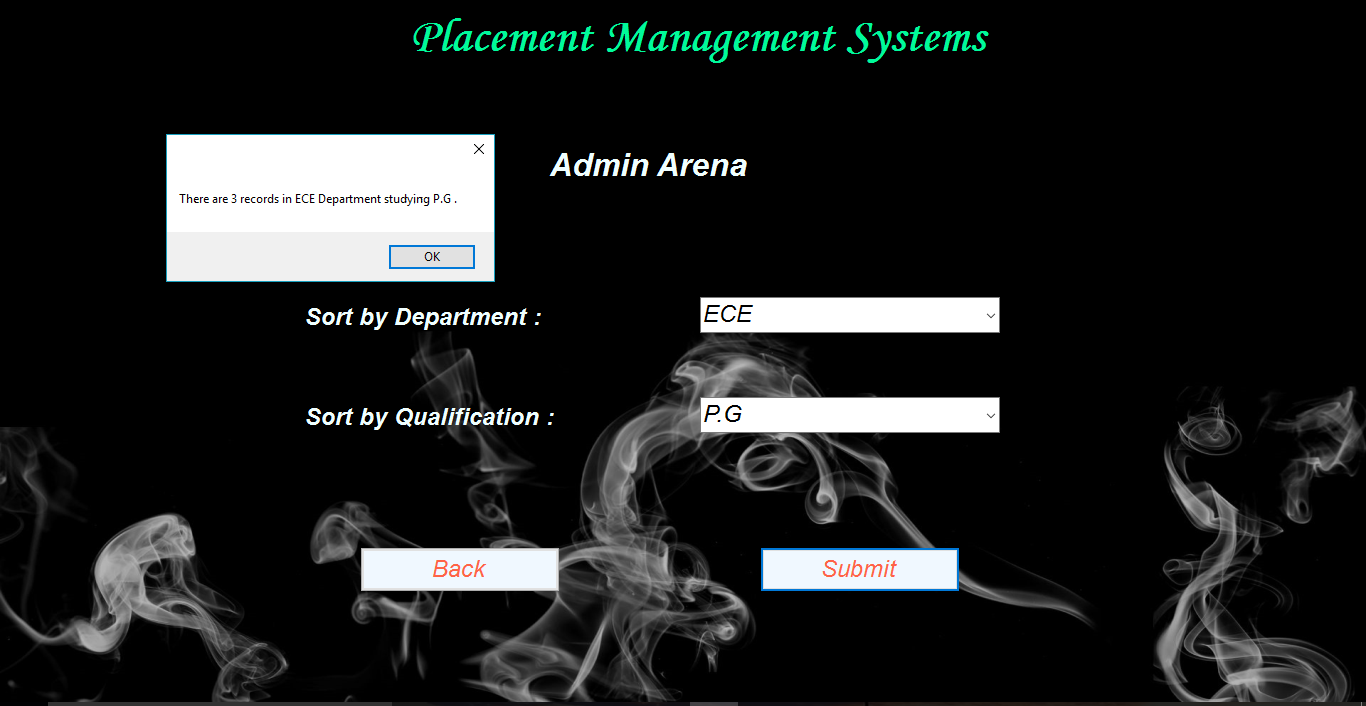 Placement Management Systems
Admin Arena
There are 3 records in ECE Department studying P.G .
OK
Sort by Department :
ECE
Sort by Qualification :
P.G
Back
Submit